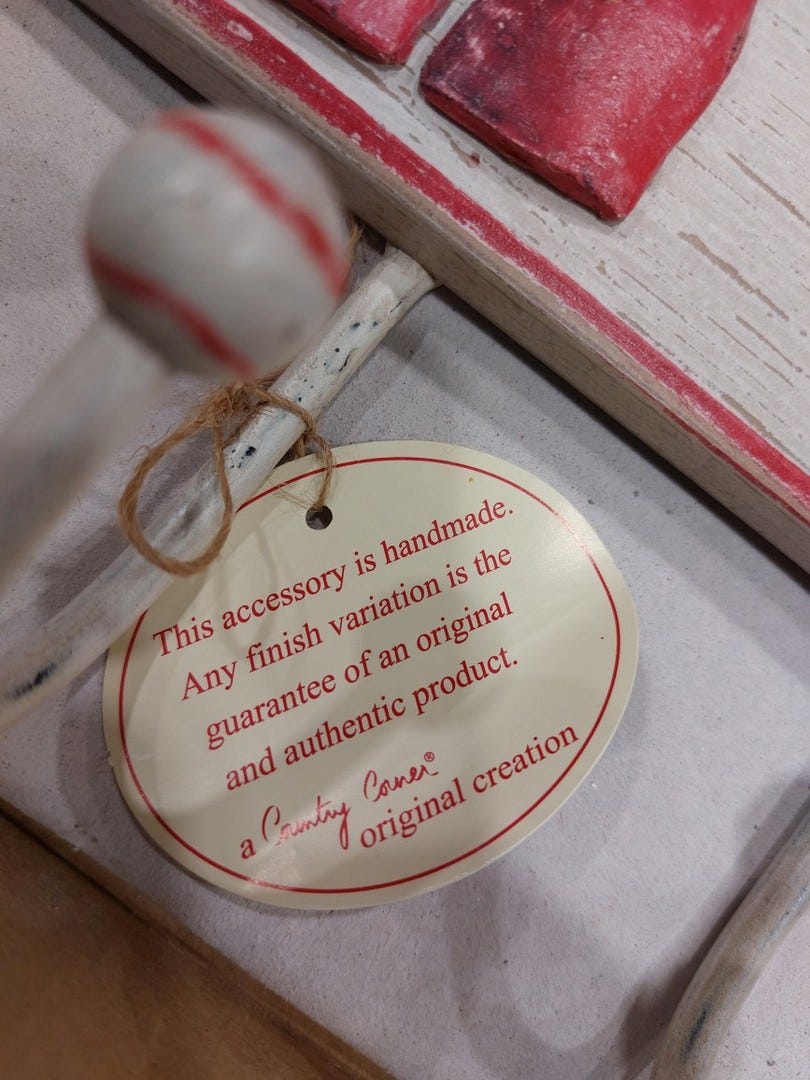 This accessory is handmade.
Any finish variation is the
guarantee of an original
and authentic product.
a Country Corner®
original creation